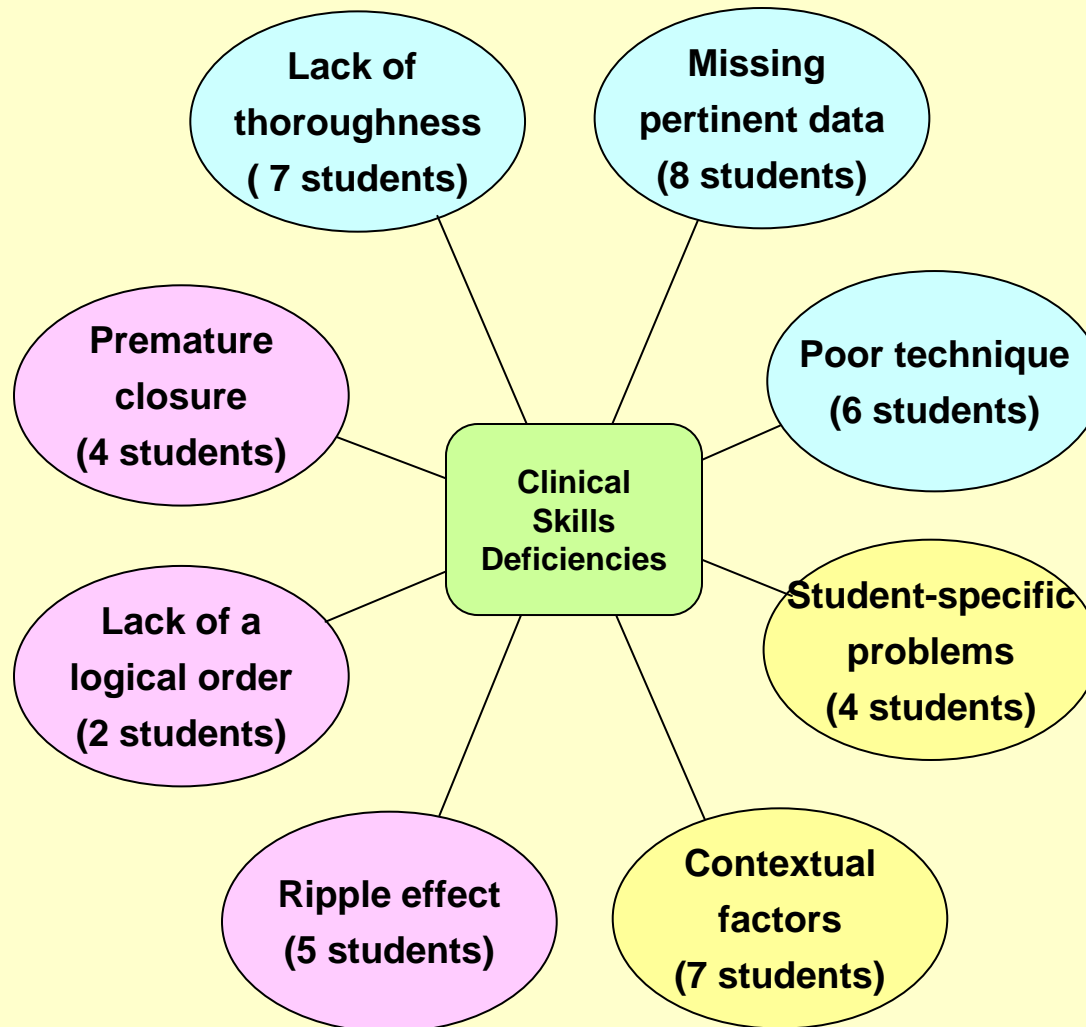 Lack of
thoroughness
( 7 students)
Missing
pertinent data
(8 students)
Premature
closure
(4 students)
Poor technique
(6 students)
Clinical
Skills
Deficiencies
Lack of a
logical order
(2 students)
Student-specific
problems
(4 students)
Ripple effect
(5 students)
Contextual
factors
(7 students)